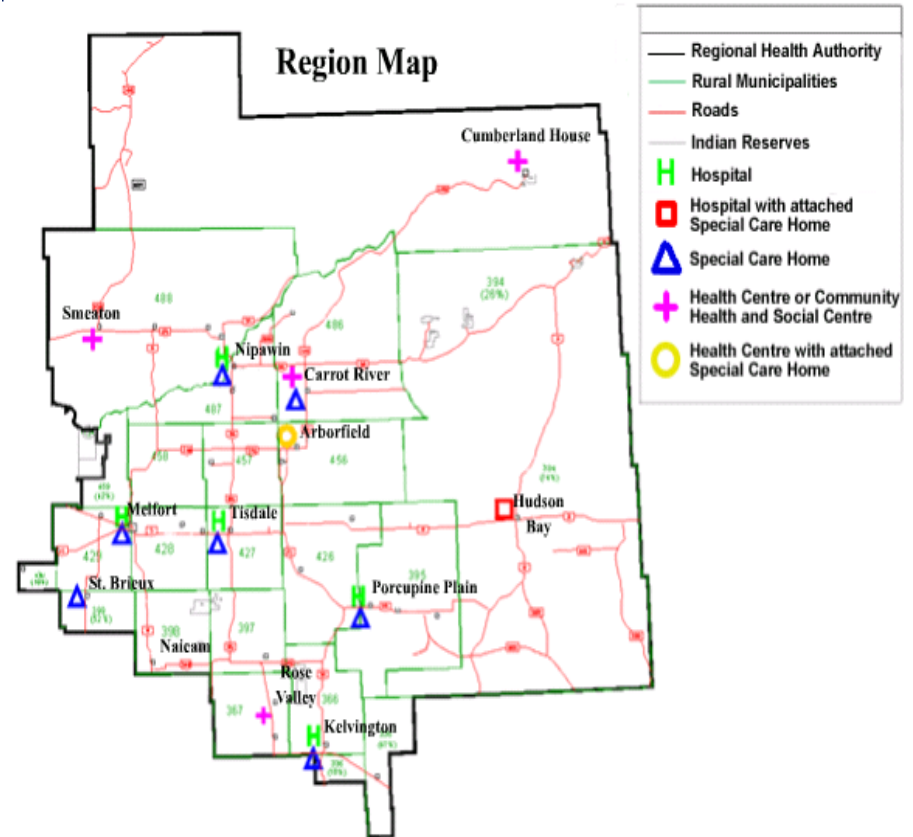 Region Map
Regional Health Authority
Rural Municipalities
Roads
Indian Reserves
Hospital
Hospital with attached
Special Care Home
Special Care Home
Health Centre or Community
Health and Social Centre
Health Centre with attached
Special Care Home
Cumberland House
394
(26%)
488
Smeaton
486
Nipawin
Carrot River
487
Arborfield
458
457
456
Hudson
Bay
Melfort
Tisdale
429
428
427
426
395
St. Brieux
Porcupine Plain
398
397
Naicam
Rose
Valley
367
366
Kelvington